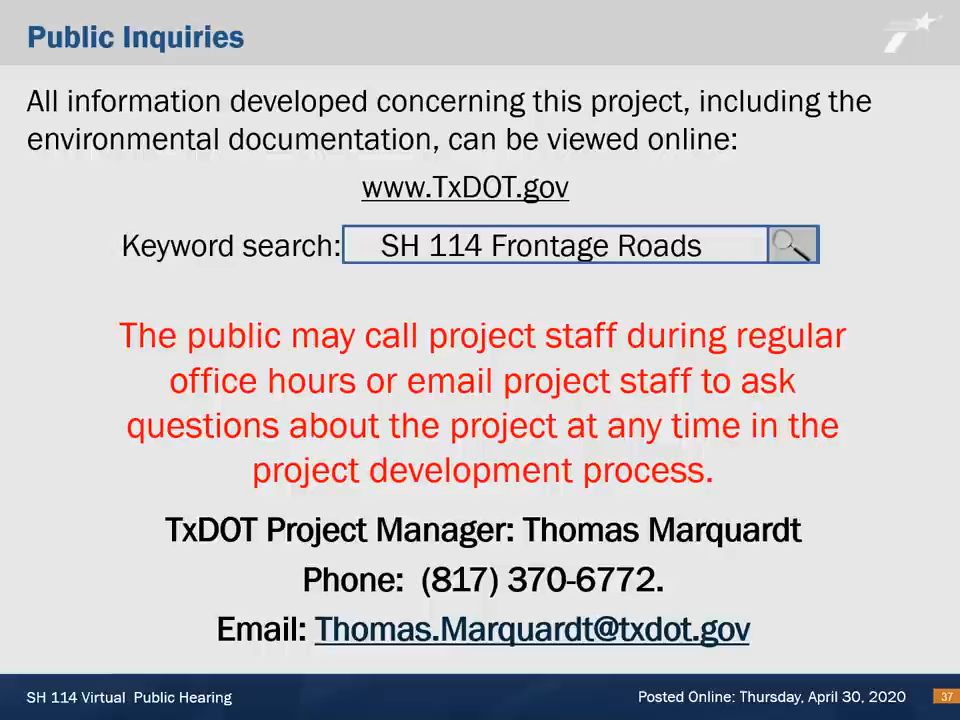 Public Inquiries
All information developed concerning this project, including the
environmental documentation, can be viewed online:
www.TxDOT.gov
Keyword search: SH 114 Frontage Roads
The public may call project staff during regular
office hours or email project staff to ask
questions about the project at any time in the
project development process.
TxDOT Project Manager: Thomas Marquardt
Phone: (817) 370-6772.
Email: Thomas.Marquardt@txdot.gov
SH 114 Virtual Public Hearing
Posted Online: Thursday, April 30, 2020
37